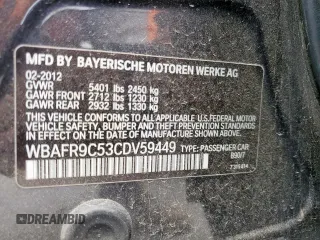 MFD BY BAYERISCHE MOTOREN WERKE AG
02-2012
GVWR 5401 lbs 2450 kg
GAWR FRONT 2712 lbs 1230 kg
GAWR REAR 2932 lbs 1330 kg
THIS VEHICLE CONFORMS TO ALL APPLICABLE U.S. FEDERAL MOTOR
VEHICLE SAFETY, BUMPER, AND THEFT PREVENTION STANDARDS IN
EFFECT ON THE DATE OF MANUFACTURE SHOWN ABOVE.
WBAFR9C53CDV59449 TYPE: PASSENGER CAR
DREAMBID